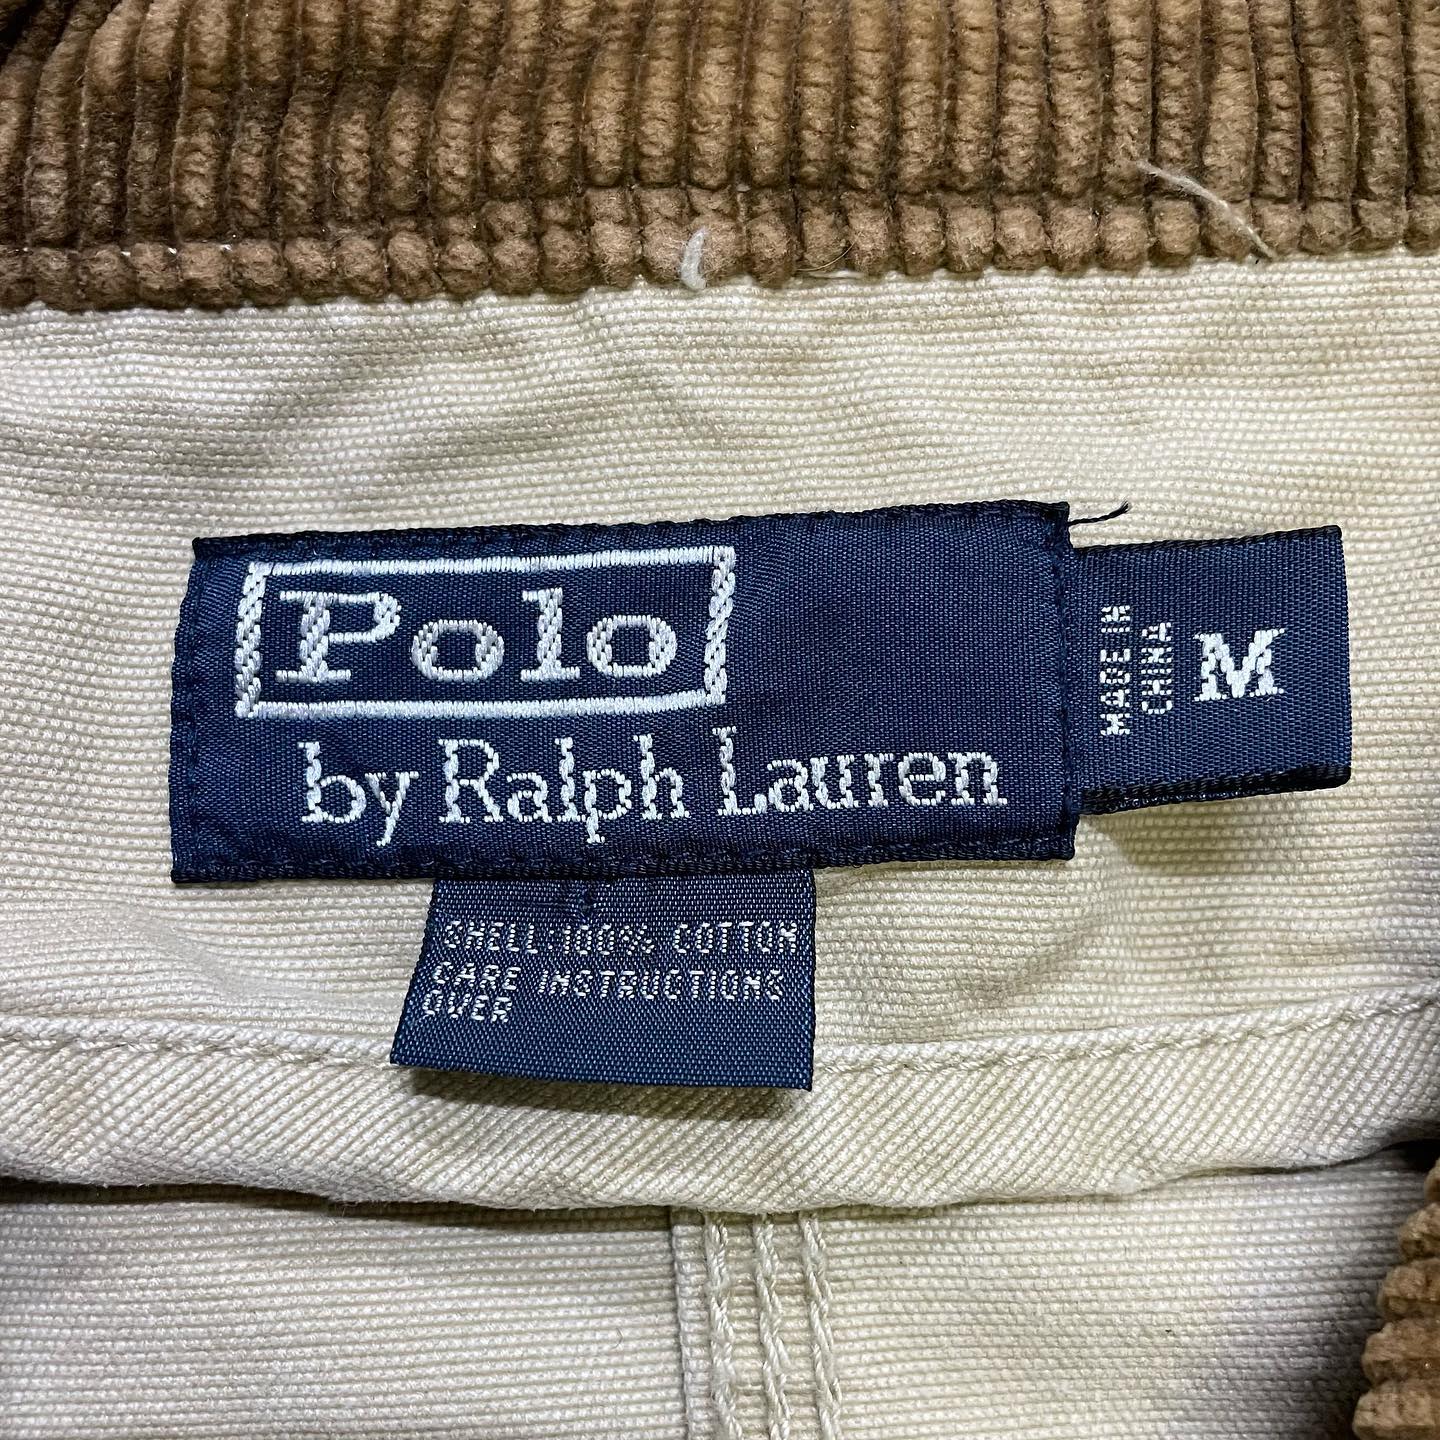 Polo
by Ralph Lauren
MADE IN
CHINA
M
SHELL:100% COTTON
CARE INSTRUCTIONS
OVER